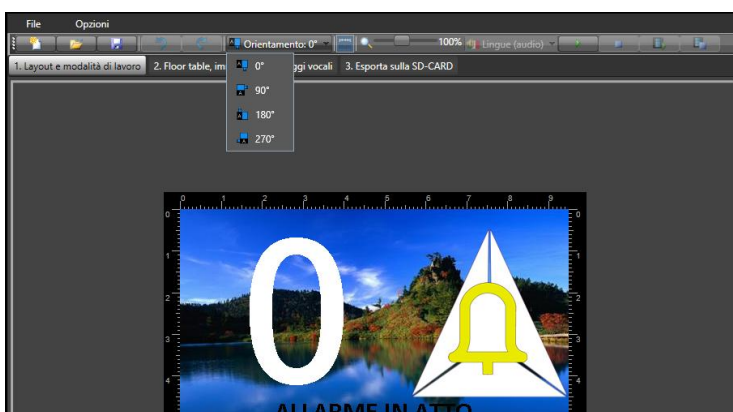 File Opzioni
Orientamento: 0° 100% Lingue (audio)
1. Layout e modalità di lavoro 2. Floor table, im ggi vocali 3. Esporta sulla SD-CARD
0°
90°
180°
270°
0 1 2 3 4 5 6 7 8 9
0 0
1 1
2 2
3 3
4 4
0
ALLARME IN ATTO